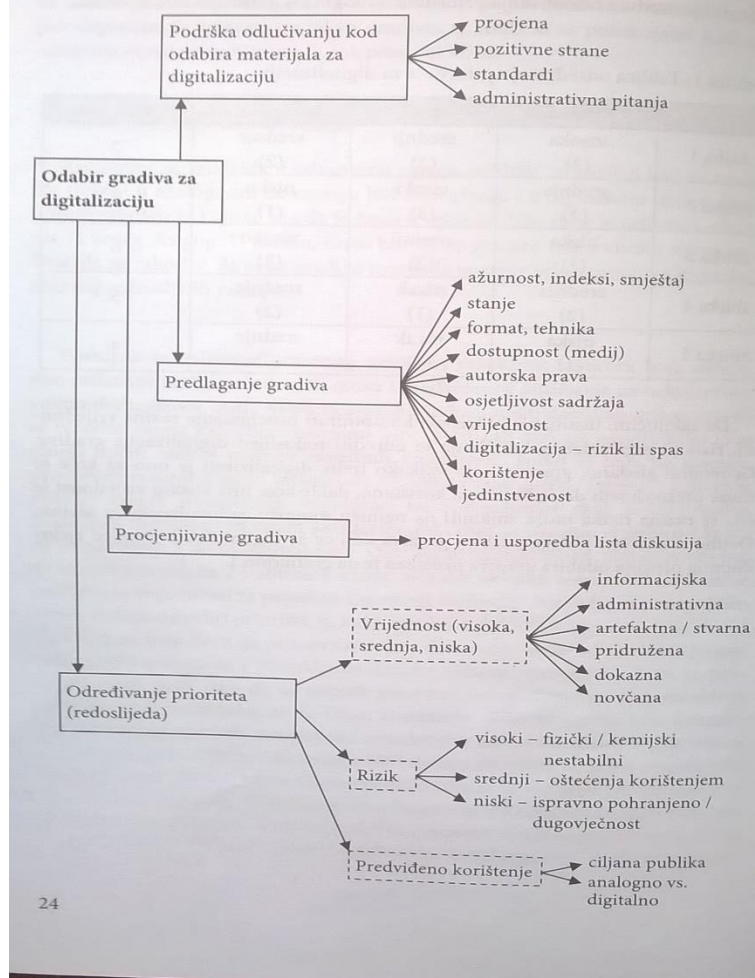 Podrška odlučivanju kod
odabira materijala za
digitalizaciju
procjena
pozitivne strane
standardi
administrativna pitanja
Odabir gradiva za
digitalizaciju
Predlaganje gradiva
ažurnost, indeksi, smještaj
stanje
format, tehnika
dostupnost (medij)
autorska prava
osjetljivost sadržaja
vrijednost
digitalizacija – rizik ili spas
korištenje
jedinstvenost
Procjenjivanje gradiva
procjena i usporedba lista diskusija
Određivanje prioriteta
(redoslijeda)
Vrijednost (visoka,
srednja, niska)
informacijska
administrativna
artefaktna / stvarna
pridružena
dokazna
novčana
Rizik
visoki – fizički / kemijski
nestabilni
srednji – oštećenja korištenjem
niski – ispravno pohranjeno /
dugovječnost
Predviđeno korištenje
ciljana publika
analogno vs.
digitalno
24